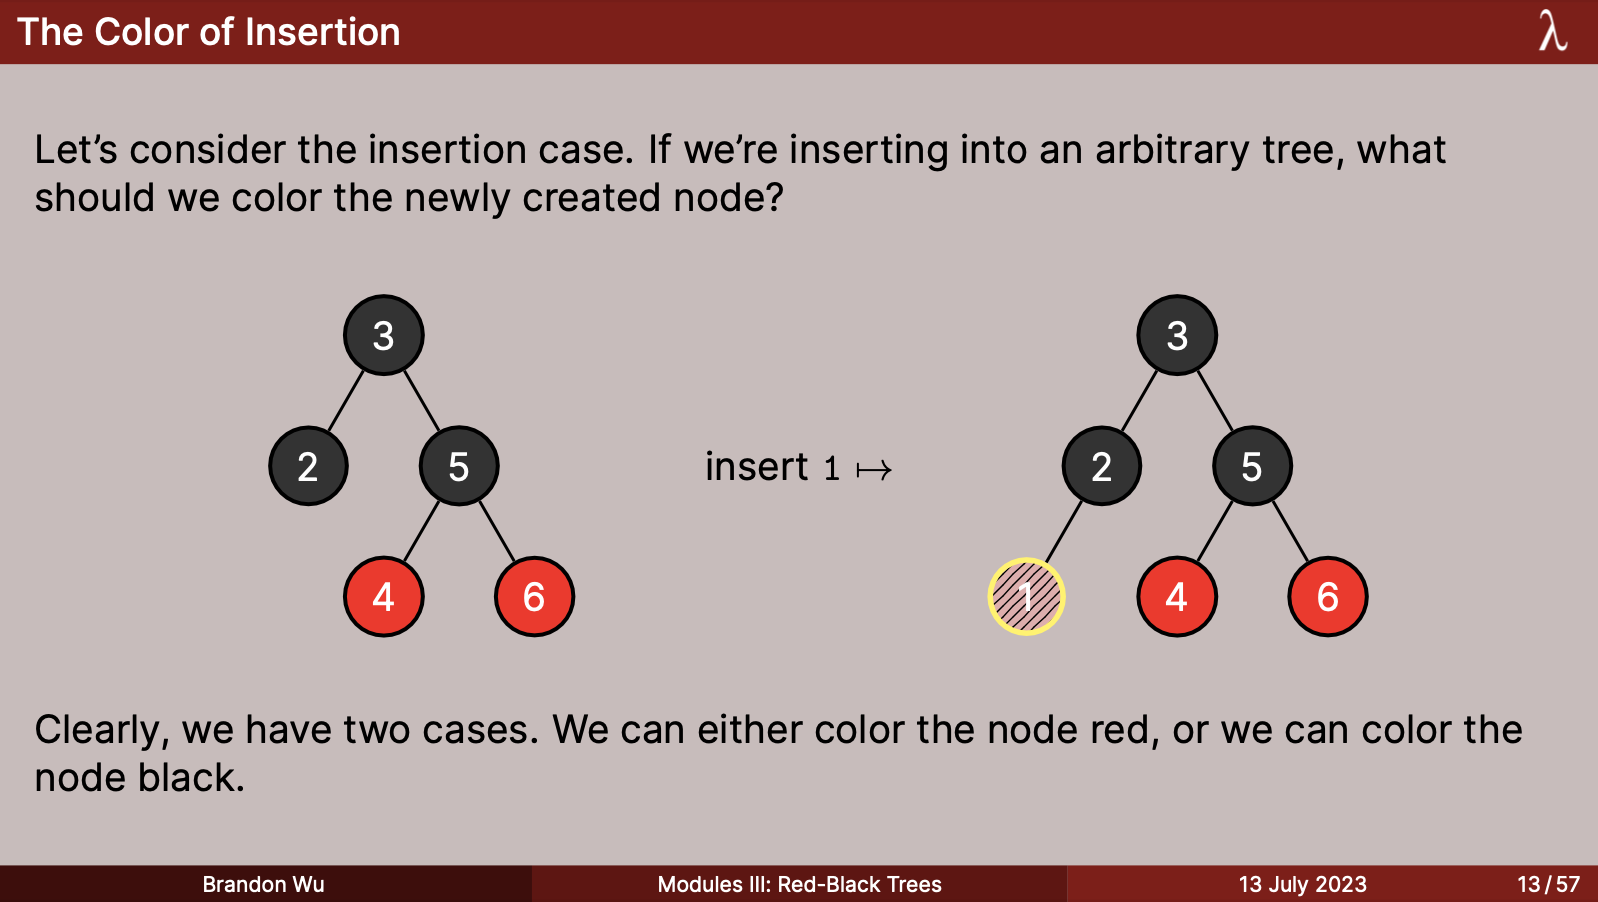 The Color of Insertion
λ
Let’s consider the insertion case. If we’re inserting into an arbitrary tree, what
should we color the newly created node?
3
3
2
5
insert 1 ↦
2
5
4
6
1
4
6
Clearly, we have two cases. We can either color the node red, or we can color the
node black.
Brandon Wu
Modules III: Red-Black Trees
13 July 2023
13 / 57